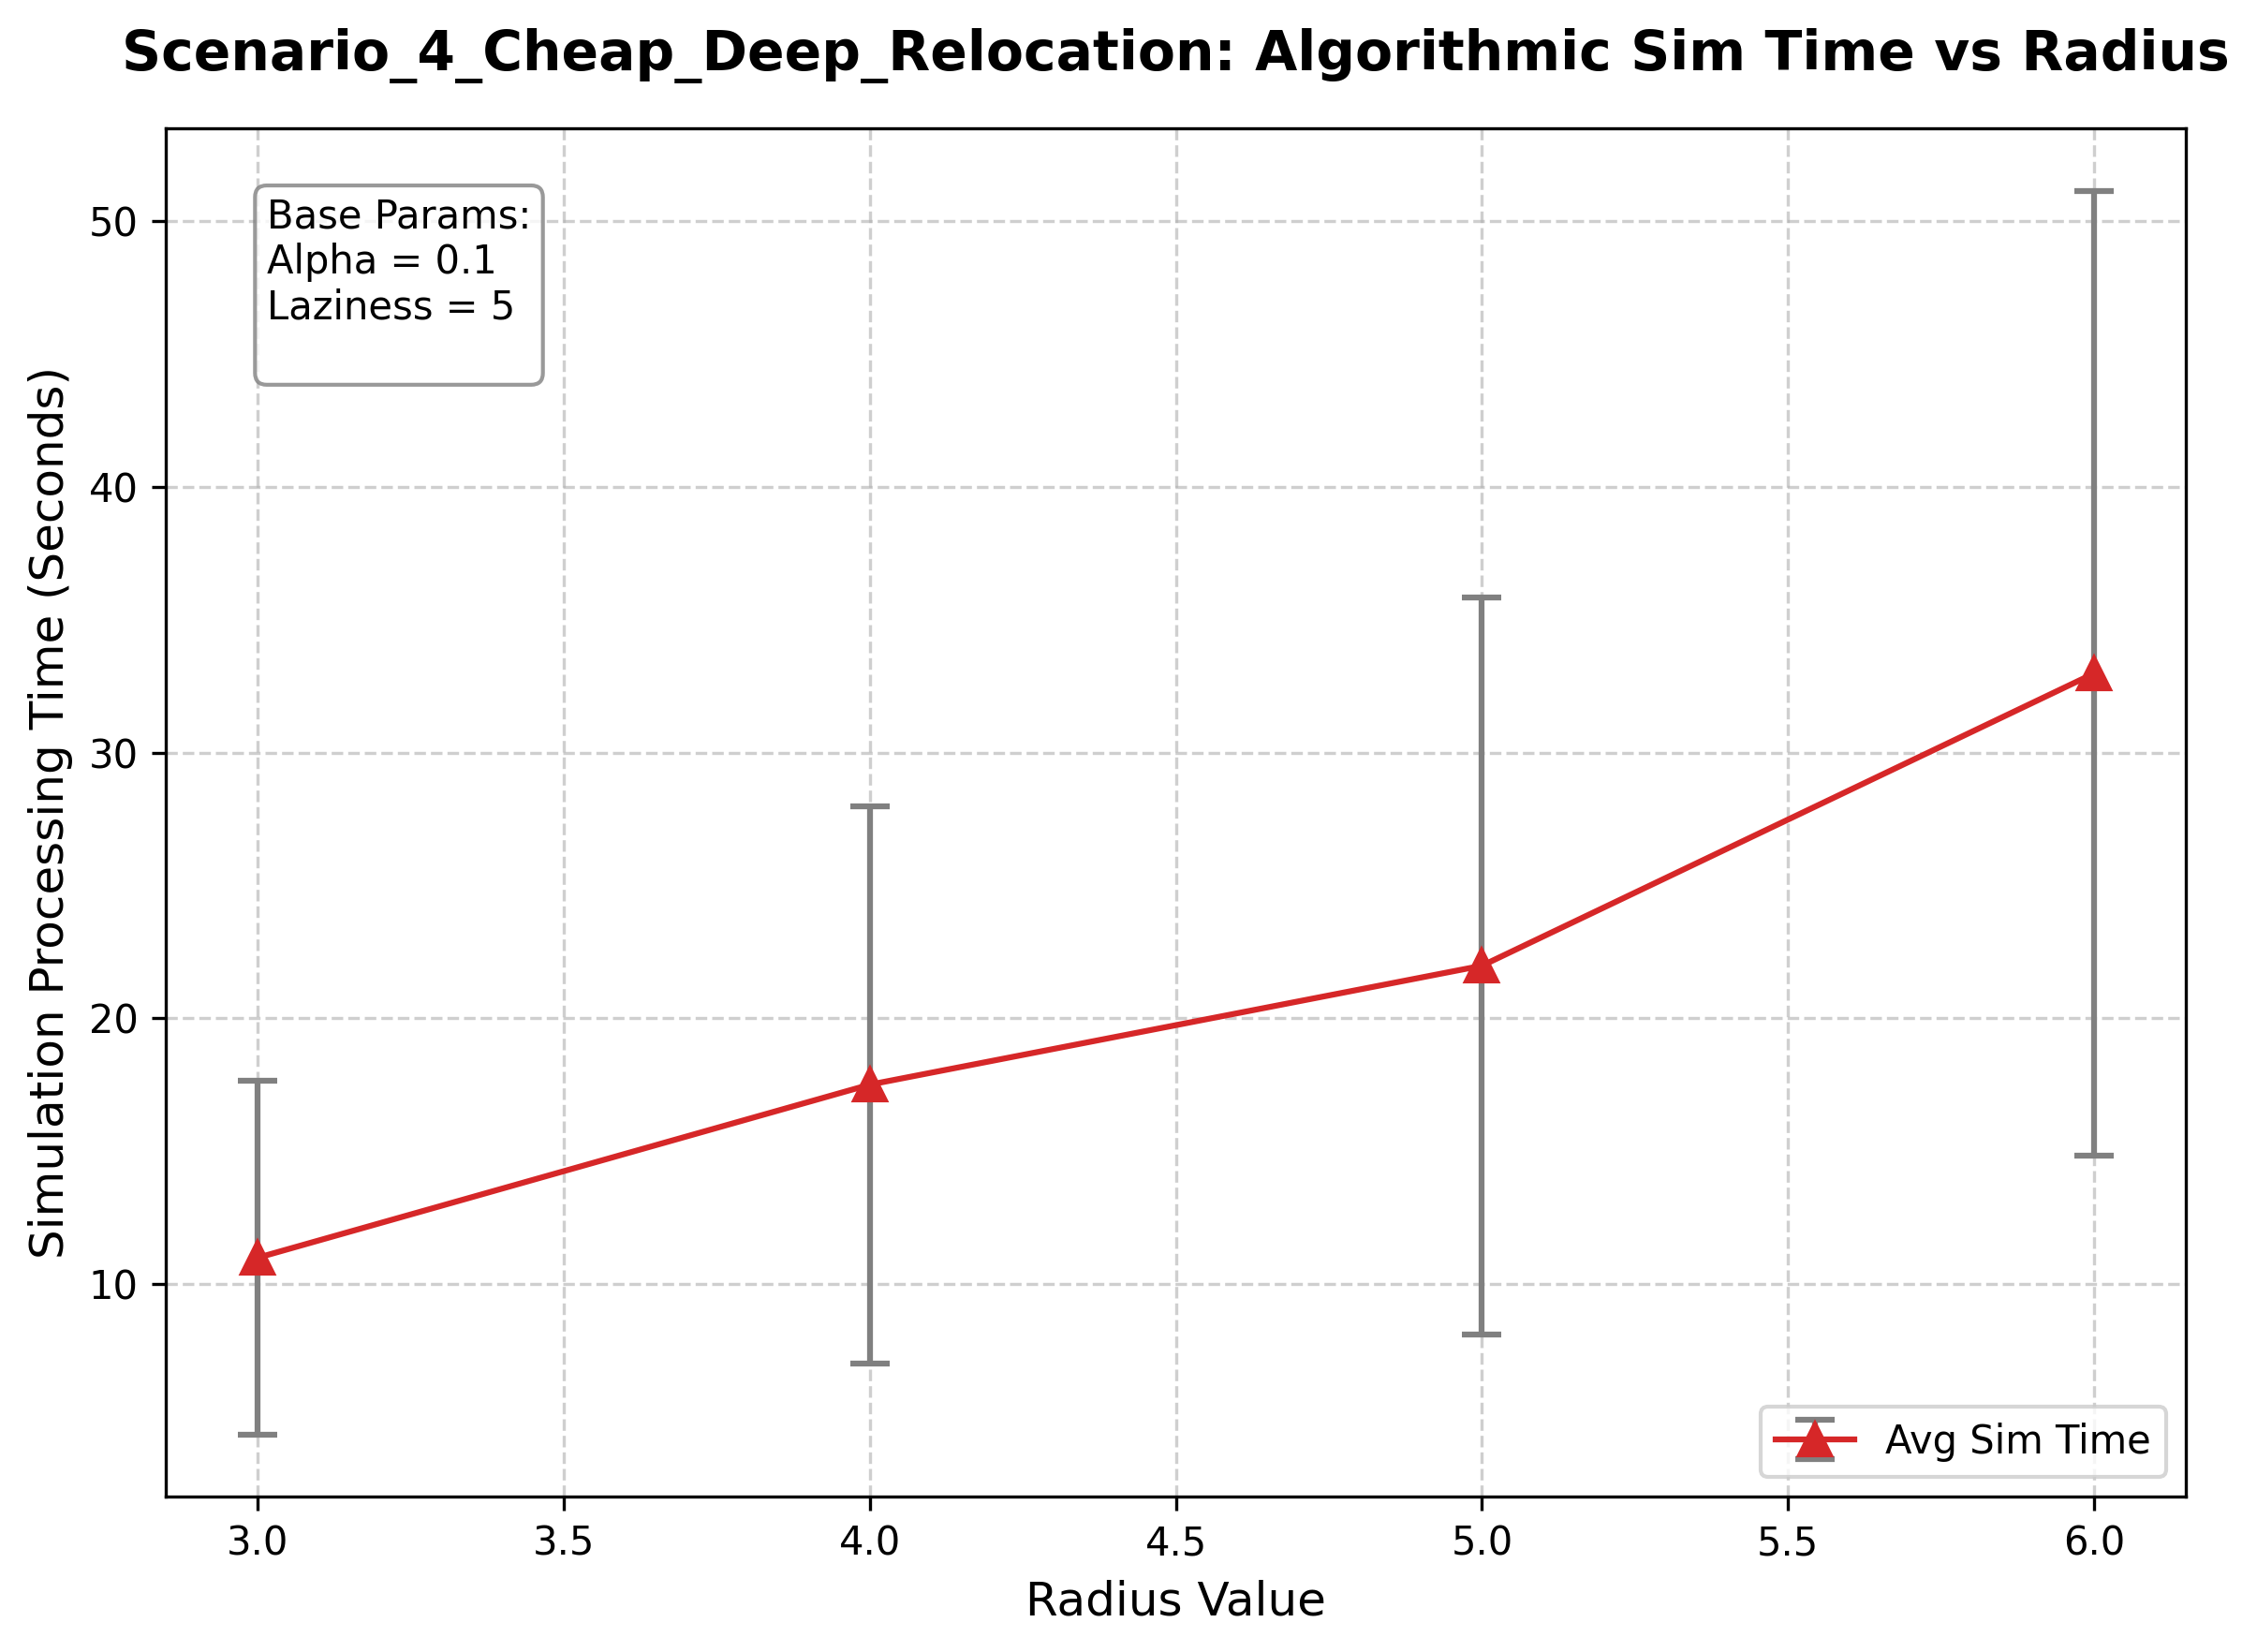 Scenario_4_Cheap_Deep_Relocation: Algorithmic Sim Time vs Radius
Base Params:
Alpha = 0.1
Laziness = 5
Simulation Processing Time (Seconds)
50
40
30
20
10
Avg Sim Time
3.0 3.5 4.0 4.5 5.0 5.5 6.0
Radius Value